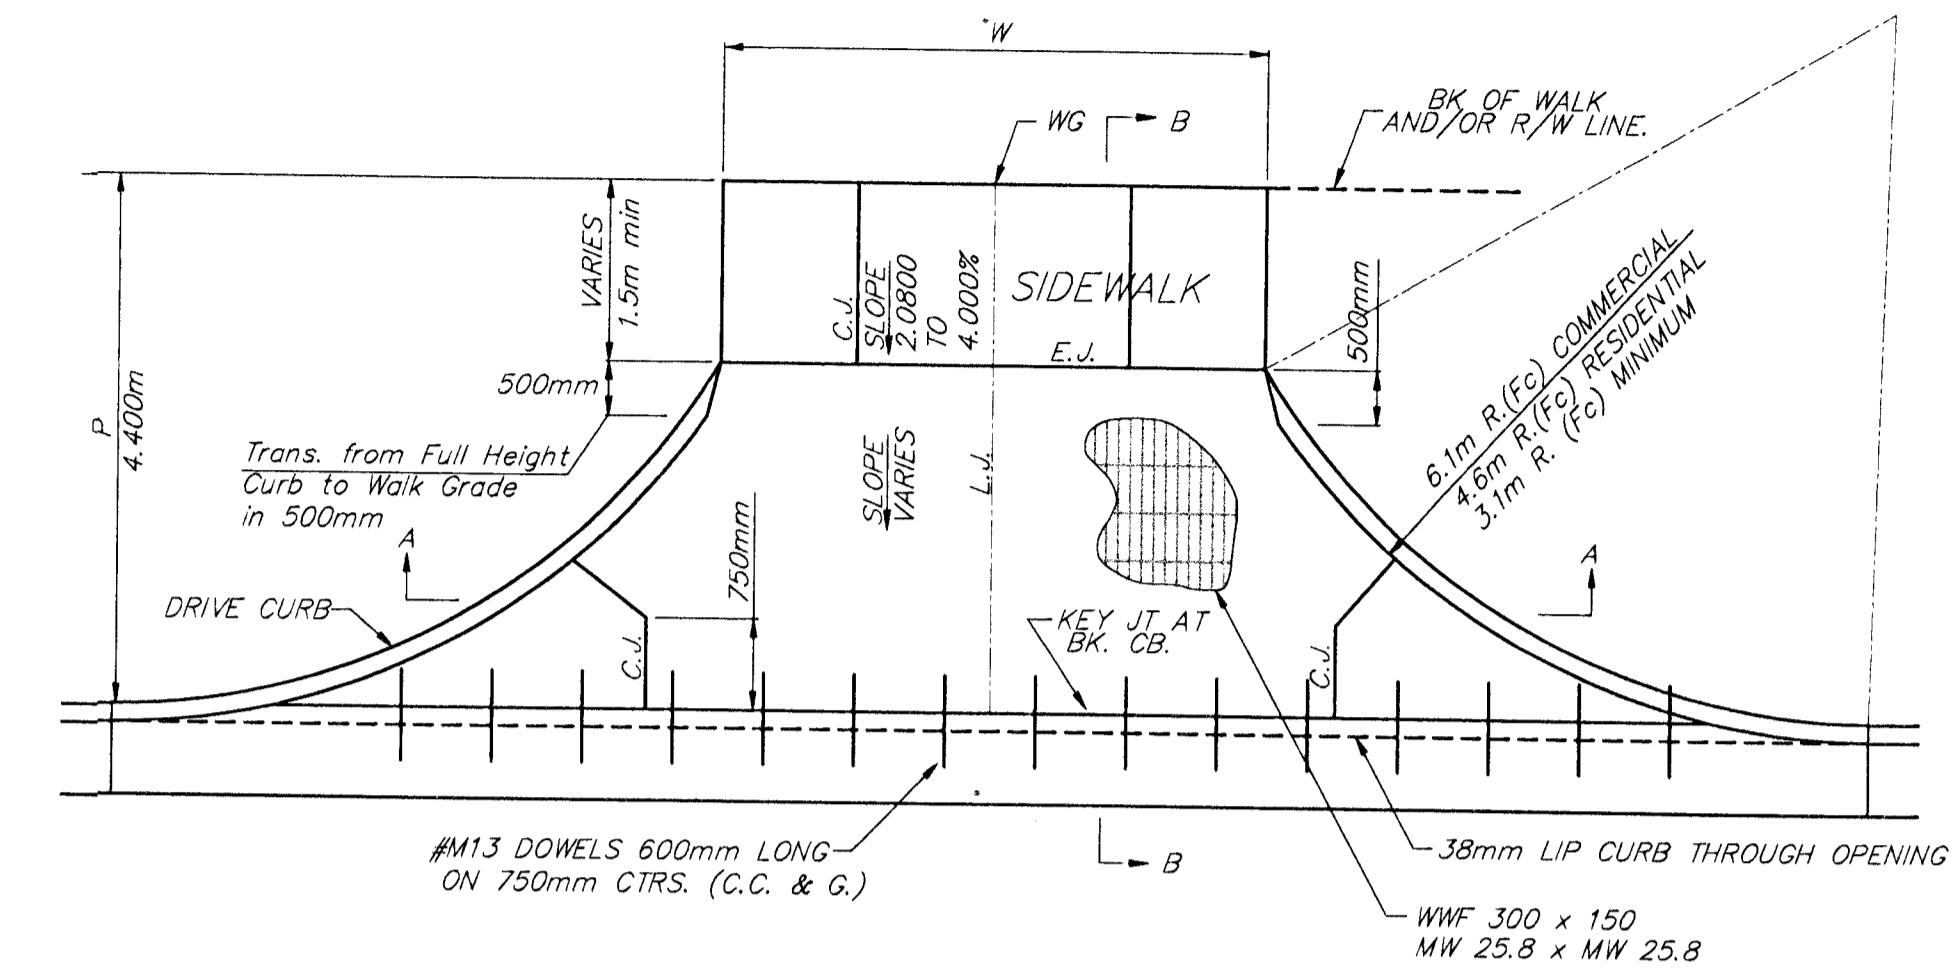 *W
WG
B
BK OF WALK
AND/OR R/W LINE.
VARIES
1.5m min
C.J.
SLOPE
2.0800
TO
4.000%
SIDEWALK
E.J.
500mm
500mm
6.1m R.(Fc) COMMERCIAL
4.6m R.(Fc) RESIDENTIAL
3.1m R. (Fc) MINIMUM
P
4.400m
Trans. from Full Height
Curb to Walk Grade
in 500mm
SLOPE
VARIES
L.J.
A
A
750mm
DRIVE CURB
C.J.
KEY JT AT
BK. CB.
C.J.
#M13 DOWELS 600mm LONG
ON 750mm CTRS. (C.C. & G.)
B
38mm LIP CURB THROUGH OPENING
WWF 300 x 150
MW 25.8 x MW 25.8